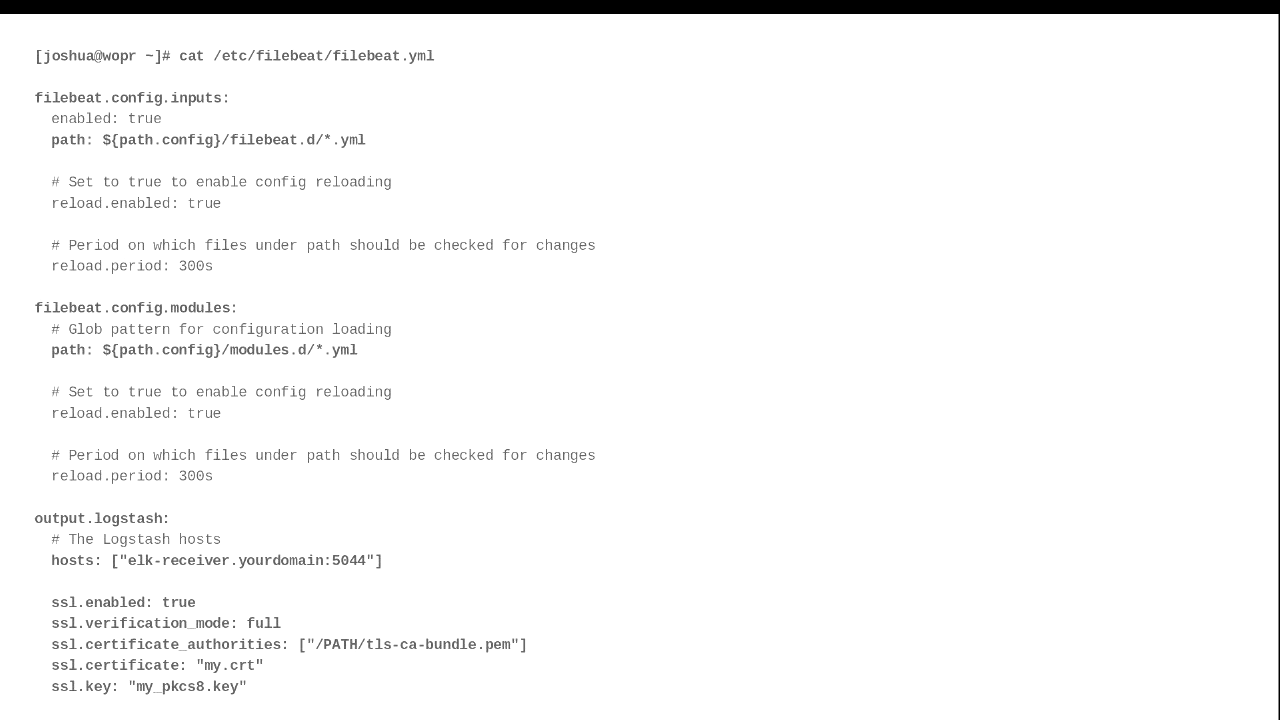 [joshua@wopr ~]# cat /etc/filebeat/filebeat.yml
filebeat.config.inputs:
enabled: true
path: ${path.config}/filebeat.d/*.yml
# Set to true to enable config reloading
reload.enabled: true
# Period on which files under path should be checked for changes
reload.period: 300s
filebeat.config.modules:
# Glob pattern for configuration loading
path: ${path.config}/modules.d/*.yml
# Set to true to enable config reloading
reload.enabled: true
# Period on which files under path should be checked for changes
reload.period: 300s
output.logstash:
# The Logstash hosts
hosts: ["elk-receiver.yourdomain:5044"]
ssl.enabled: true
ssl.verification_mode: full
ssl.certificate_authorities: ["/PATH/tls-ca-bundle.pem"]
ssl.certificate: "my.crt"
ssl.key: "my_pkcs8.key"